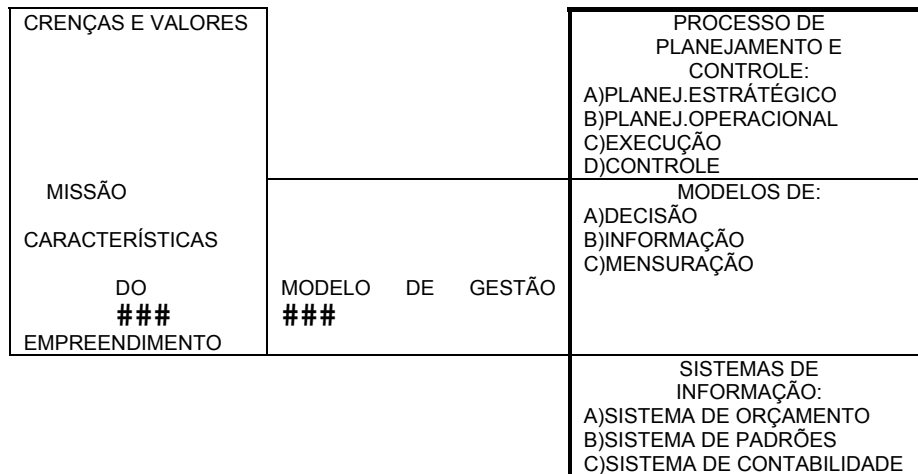 CRENÇAS E VALORES
MISSÃO
CARACTERÍSTICAS
DO
###
EMPREENDIMENTO
MODELO DE GESTÃO
###
PROCESSO DE
PLANEJAMENTO E
CONTROLE:
A)PLANEJ.ESTRÁTÉGICO
B)PLANEJ.OPERACIONAL
C)EXECUÇÃO
D)CONTROLE
MODELOS DE:
A)DECISÃO
B)INFORMAÇÃO
C)MENSURAÇÃO
SISTEMAS DE
INFORMAÇÃO:
A)SISTEMA DE ORÇAMENTO
B)SISTEMA DE PADRÕES
C)SISTEMA DE CONTABILIDADE